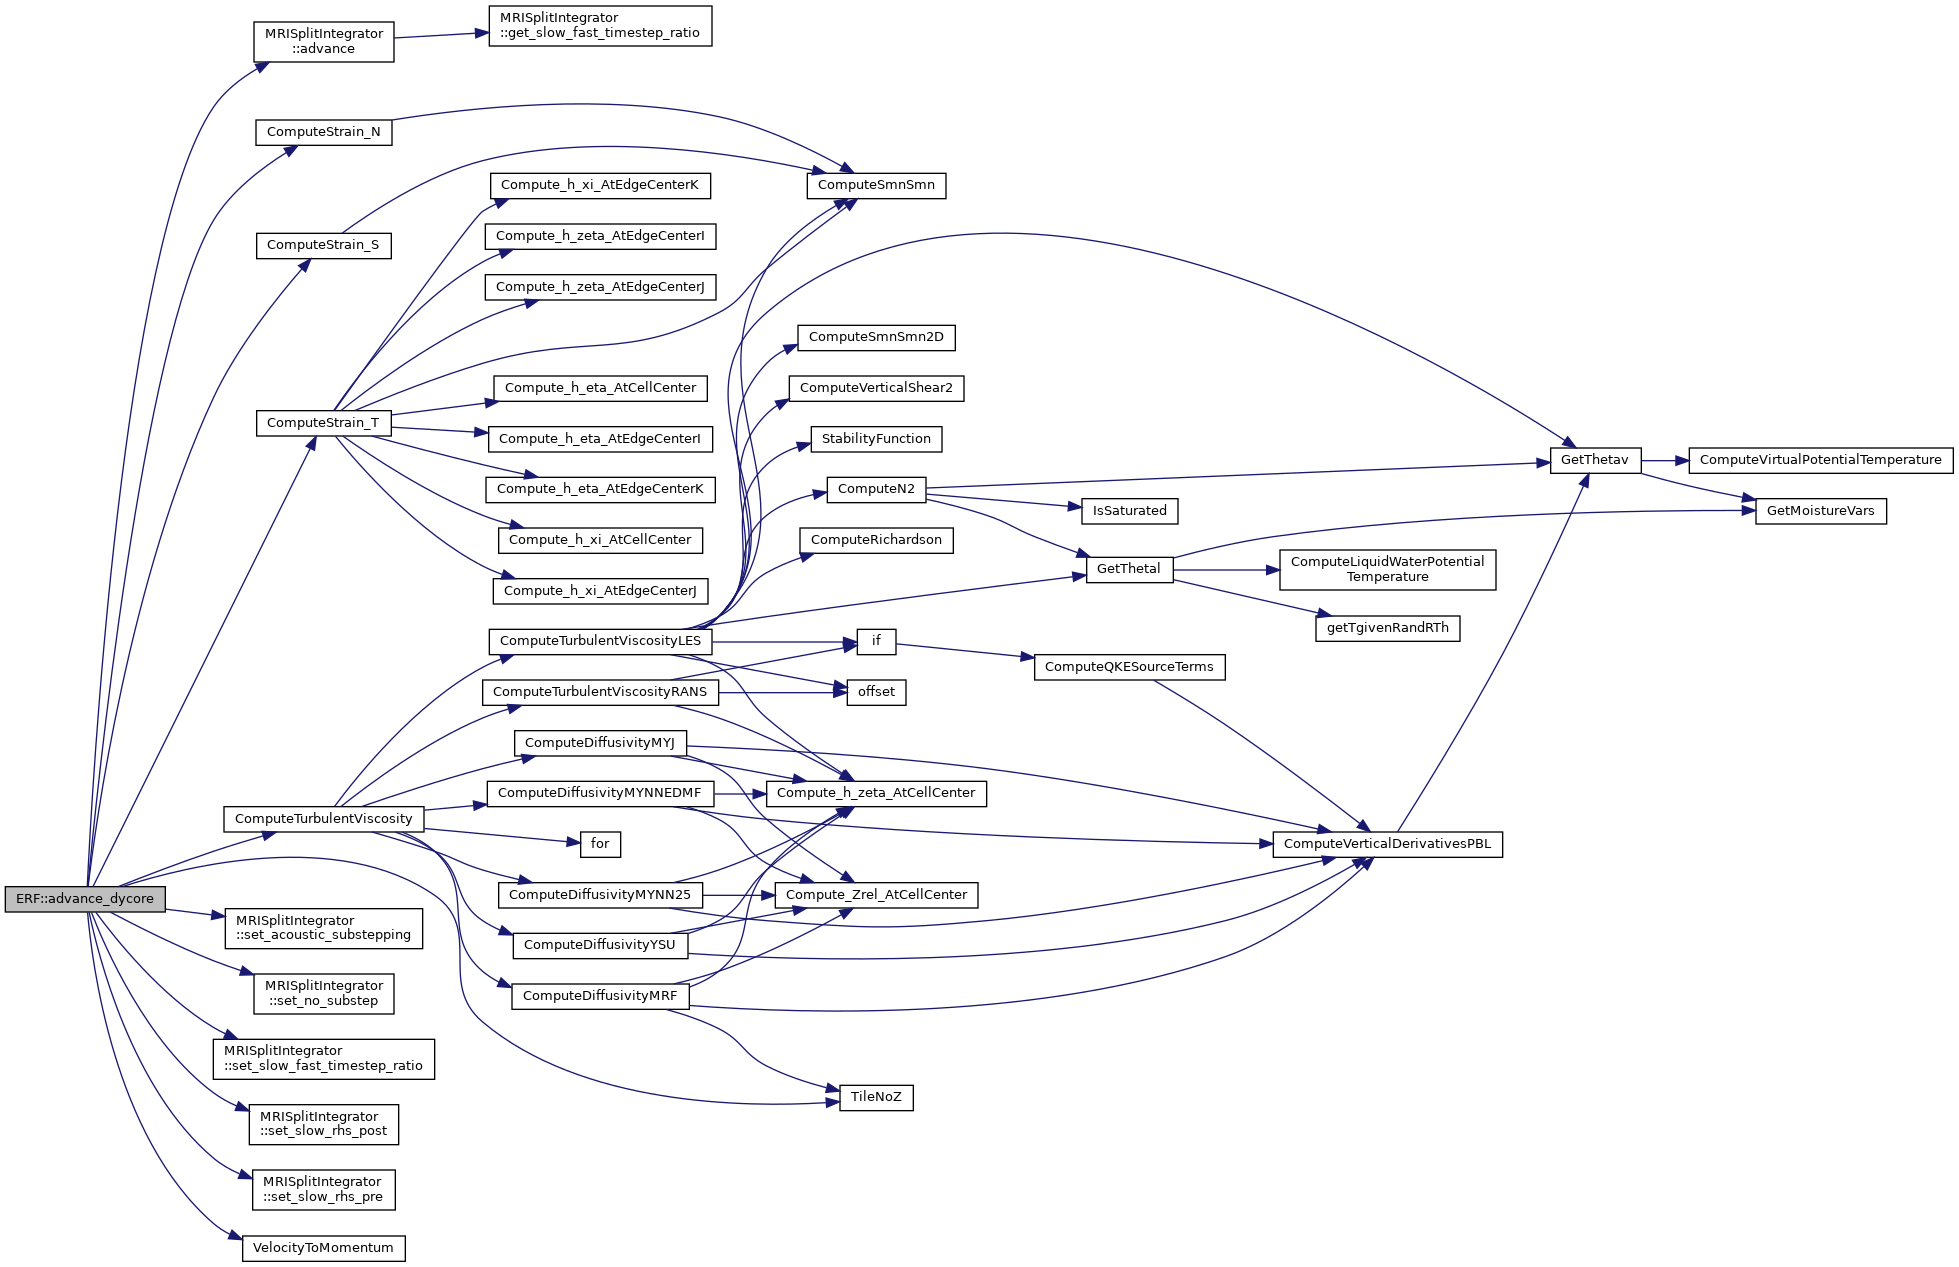 MRISplitIntegrator
::advance
MRISplitIntegrator
::get_slow_fast_timestep_ratio
ComputeStrain_N
ComputeSmnSmn
ComputeStrain_S
Compute_h_xi_AtEdgeCenterK
Compute_h_zeta_AtEdgeCenterI
Compute_h_zeta_AtEdgeCenterJ
ComputeStrain_T
Compute_h_eta_AtCellCenter
Compute_h_eta_AtEdgeCenterI
Compute_h_eta_AtEdgeCenterK
Compute_h_xi_AtCellCenter
Compute_h_xi_AtEdgeCenterJ
ComputeSmnSmn2D
ComputeVerticalShear2
StabilityFunction
ComputeN2
ComputeRichardson
GetThetav
ComputeVirtualPotentialTemperature
GetMoistureVars
IsSaturated
GetThetal
ComputeLiquidWaterPotential
Temperature
getTgivenRandRTh
ComputeTurbulentViscosityLES
if
ComputeQKESourceTerms
ComputeTurbulentViscosityRANS
offset
ComputeDiffusivityMYJ
ComputeDiffusivityMYNNEDMF
Compute_h_zeta_AtCellCenter
ComputeTurbulentViscosity
for
ComputeVerticalDerivativesPBL
ComputeDiffusivityMYNN25
Compute_Zrel_AtCellCenter
ERF::advance_dycore
MRISplitIntegrator
::set_acoustic_substepping
ComputeDiffusivityYSU
MRISplitIntegrator
::set_no_substep
ComputeDiffusivityMRF
MRISplitIntegrator
::set_slow_fast_timestep_ratio
TileNoZ
MRISplitIntegrator
::set_slow_rhs_post
MRISplitIntegrator
::set_slow_rhs_pre
VelocityToMomentum